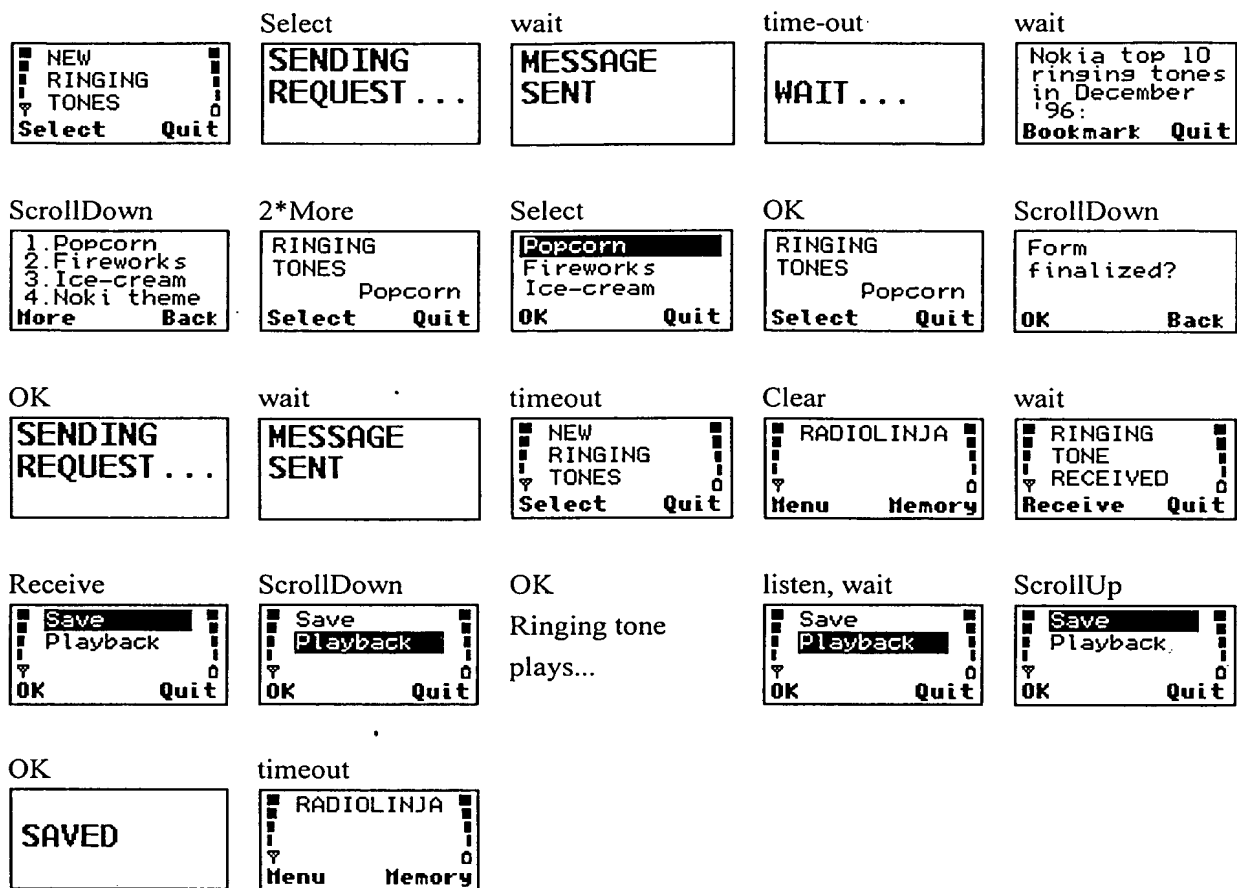 NEW
RINGING
TONES
Select Quit
Select
SENDING
REQUEST...
wait
MESSAGE
SENT
time-out
WAIT...
wait
Nokia top 10
ringing tones
in December
'96:
Bookmark Quit
ScrollDown
1.Popcorn
2.Fireworks
3.Ice-cream
4.Noki theme
More Back
2*More
RINGING
TONES
Popcorn
Select Quit
Select
Popcorn
Fireworks
Ice-cream
OK Quit
OK
RINGING
TONES
Popcorn
Select Quit
ScrollDown
Form
finalized?
OK Back
OK
SENDING
REQUEST...
wait
MESSAGE
SENT
timeout
NEW
RINGING
TONES
Select Quit
Clear
RADIOLINJA
Menu Memory
wait
RINGING
TONE
RECEIVED
Receive Quit
Receive
Save
Playback
OK Quit
ScrollDown
Save
Playback
OK Quit
OK
Ringing tone
plays...
listen, wait
Save
Playback
OK Quit
ScrollUp
Save
Playback
OK Quit
OK
SAVED
timeout
RADIOLINJA
Menu Memory